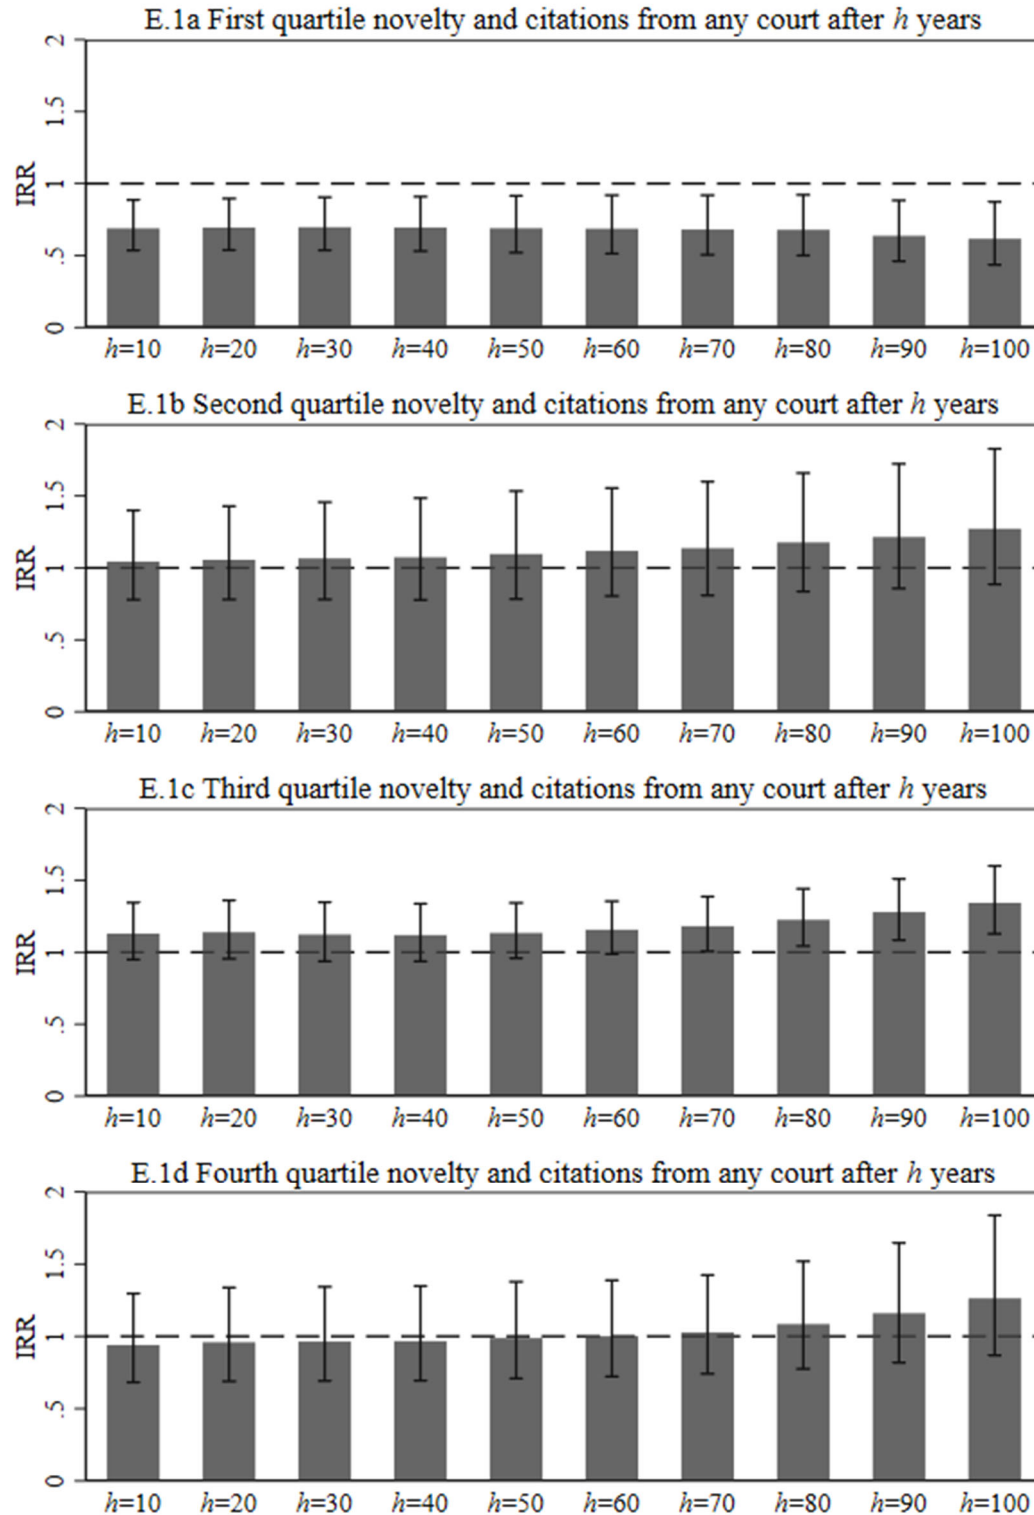 E.1a First quartile novelty and citations from any court after h years
2
1.5
1
.5
0
IRR
h=10 h=20 h=30 h=40 h=50 h=60 h=70 h=80 h=90 h=100
E.1b Second quartile novelty and citations from any court after h years
2
1.5
1
.5
0
IRR
h=10 h=20 h=30 h=40 h=50 h=60 h=70 h=80 h=90 h=100
E.1c Third quartile novelty and citations from any court after h years
2
1.5
1
.5
0
IRR
h=10 h=20 h=30 h=40 h=50 h=60 h=70 h=80 h=90 h=100
E.1d Fourth quartile novelty and citations from any court after h years
2
1.5
1
.5
0
IRR
h=10 h=20 h=30 h=40 h=50 h=60 h=70 h=80 h=90 h=100